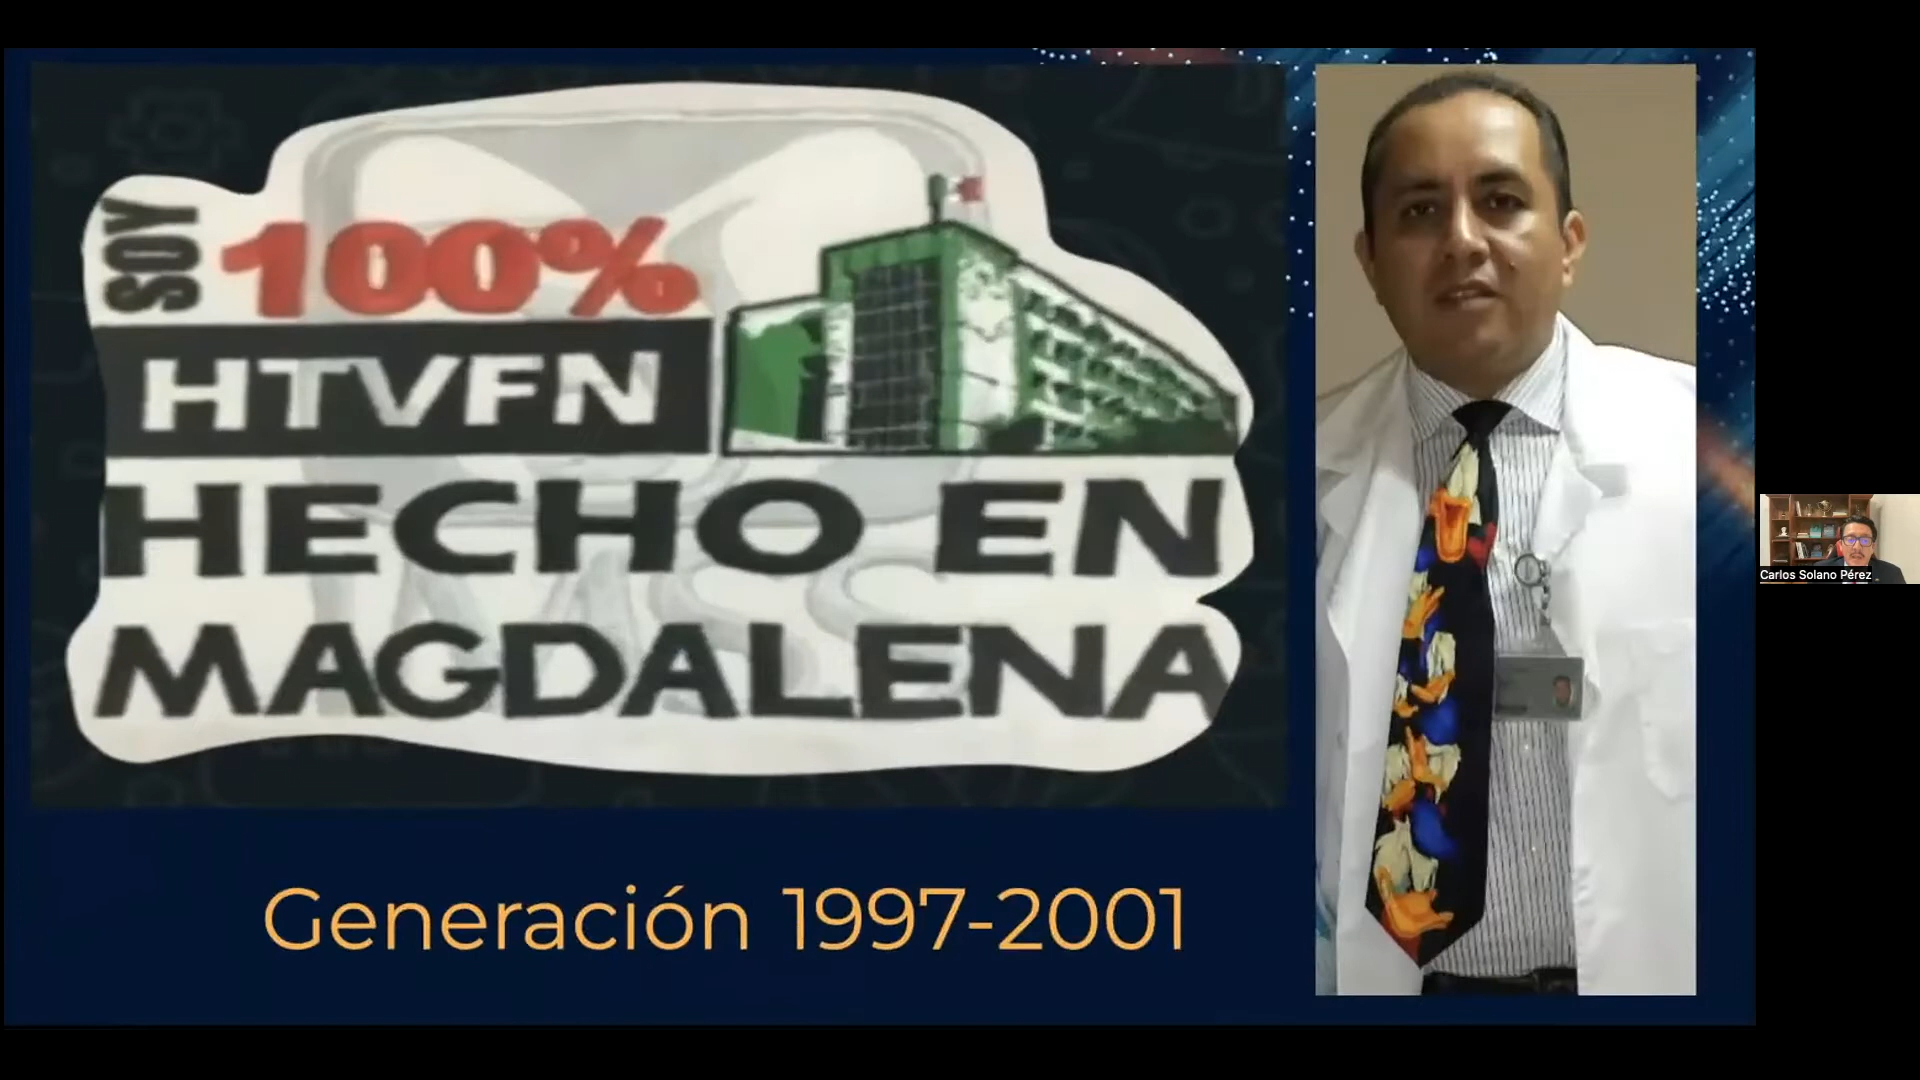 SOY
100%
HTVFN
HECHO EN
MAGDALENA
Generación 1997-2001
Carlos Solano Pérez